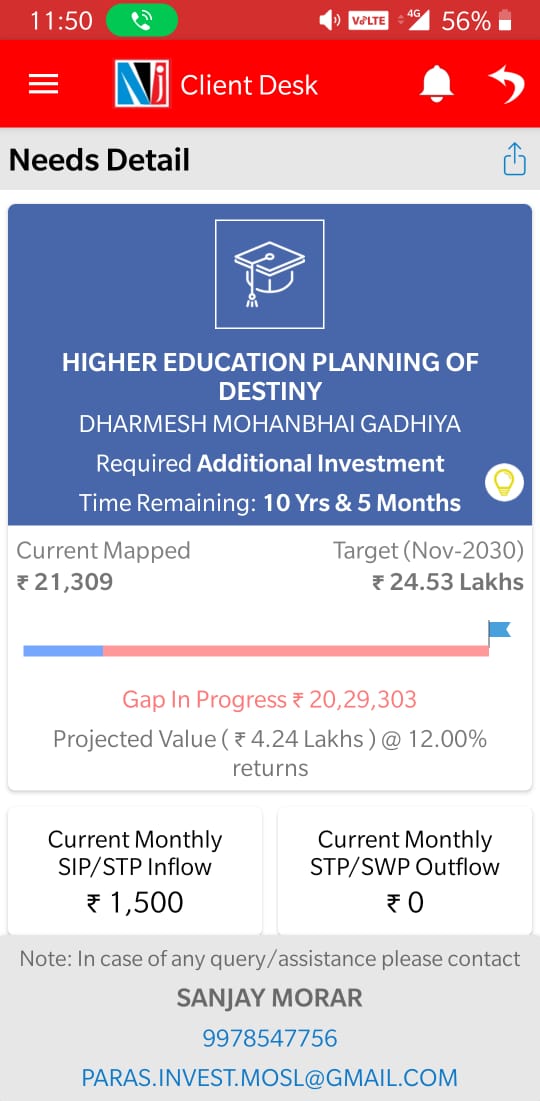 11:50 VoLTE 4G 56%
NJ Client Desk
Needs Detail
HIGHER EDUCATION PLANNING OF
DESTINY
DHARMESH MOHANBHAI GADHIYA
Required Additional Investment
Time Remaining: 10 Yrs & 5 Months
Current Mapped Target (Nov-2030)
₹ 21,309 ₹ 24.53 Lakhs
Gap In Progress ₹ 20,29,303
Projected Value ( ₹ 4.24 Lakhs ) @ 12.00%
returns
Current Monthly
SIP/STP Inflow
₹ 1,500
Current Monthly
STP/SWP Outflow
₹ 0
Note: In case of any query/assistance please contact
SANJAY MORAR
9978547756
PARAS.INVEST.MOSL@GMAIL.COM